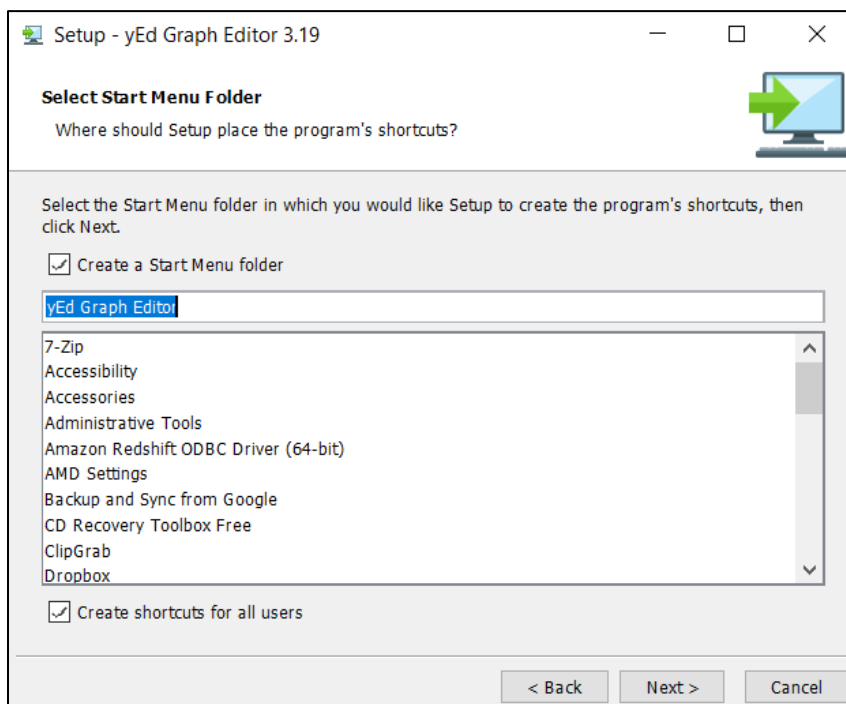 Setup - yEd Graph Editor 3.19
Select Start Menu Folder
Where should Setup place the program's shortcuts?
Select the Start Menu folder in which you would like Setup to create the program's shortcuts, then
click Next.
Create a Start Menu folder
yEd Graph Editor
7-Zip
Accessibility
Accessories
Administrative Tools
Amazon Redshift ODBC Driver (64-bit)
AMD Settings
Backup and Sync from Google
CD Recovery Toolbox Free
ClipGrab
Dropbox
Create shortcuts for all users
< Back Next > Cancel